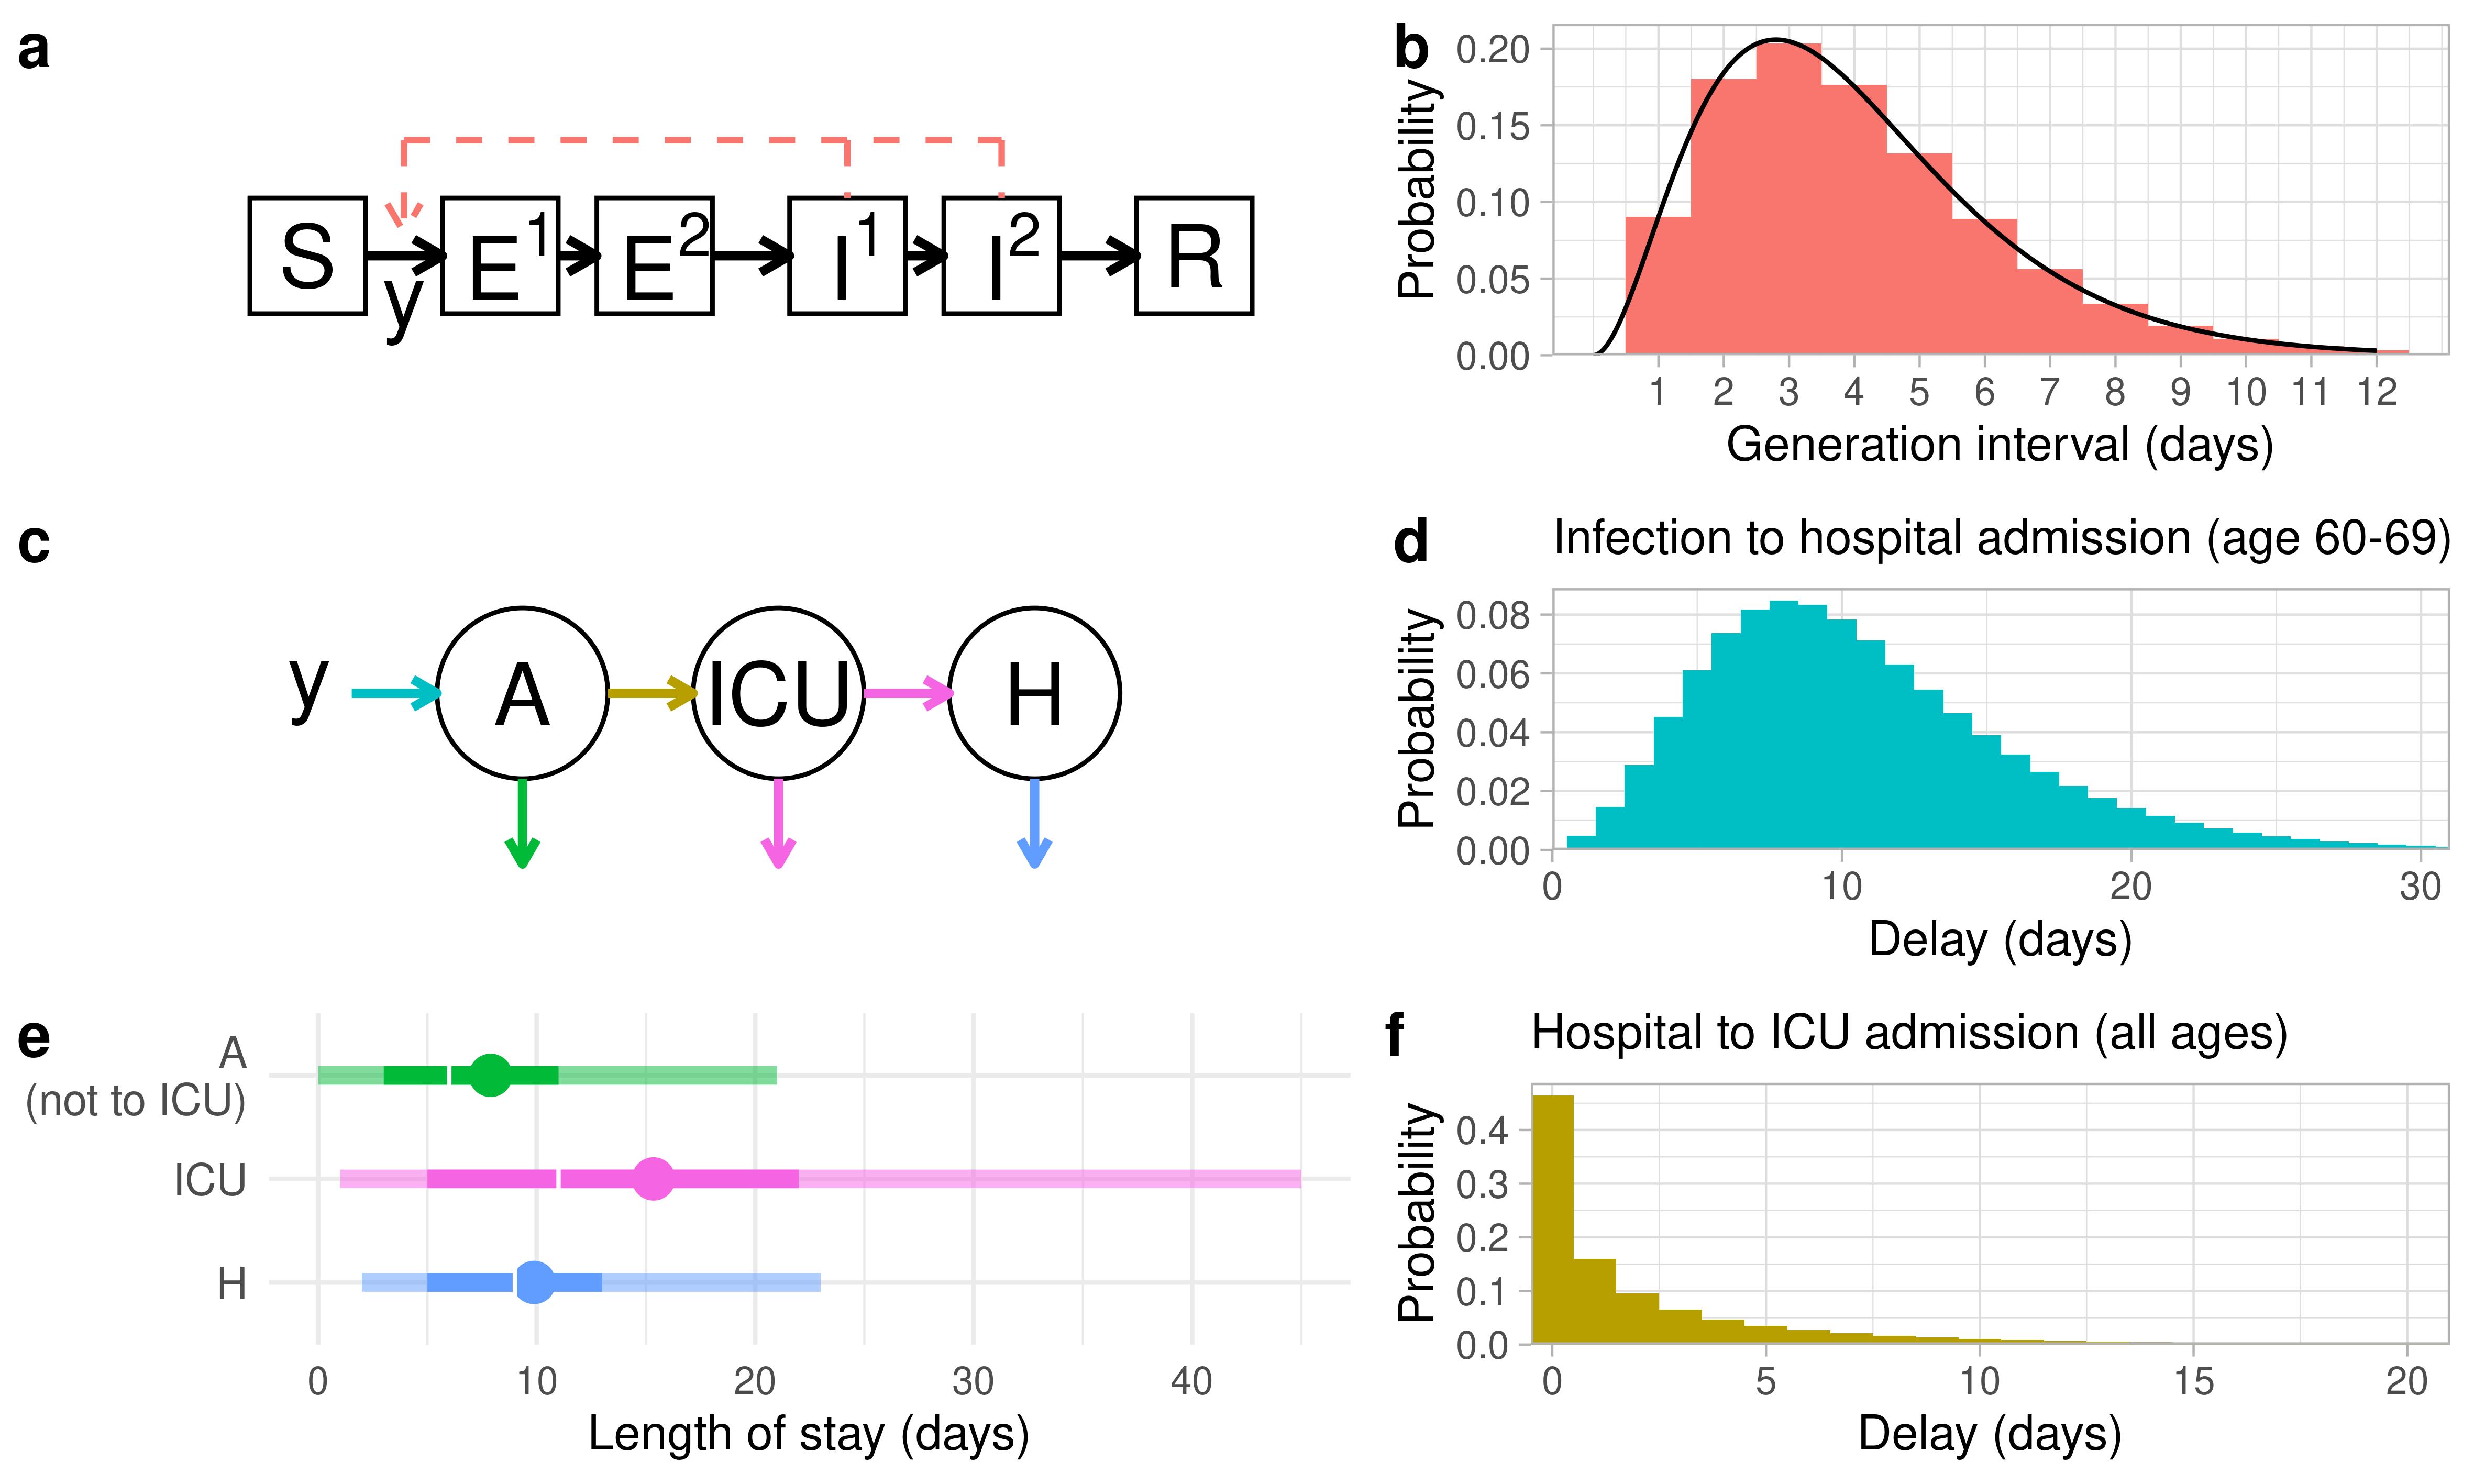 a
S
y
E1
E2
I1
I2
R
b
Probability
0.20
0.15
0.10
0.05
0.00
1 2 3 4 5 6 7 8 9 10 11 12
Generation interval (days)
c
y
A
ICU
H
d
Infection to hospital admission (age 60-69)
Probability
0.08
0.06
0.04
0.02
0.00
0 10 20 30
Delay (days)
e
A
(not to ICU)
ICU
H
0 10 20 30 40
Length of stay (days)
f
Hospital to ICU admission (all ages)
Probability
0.4
0.3
0.2
0.1
0.0
0 5 10 15 20
Delay (days)